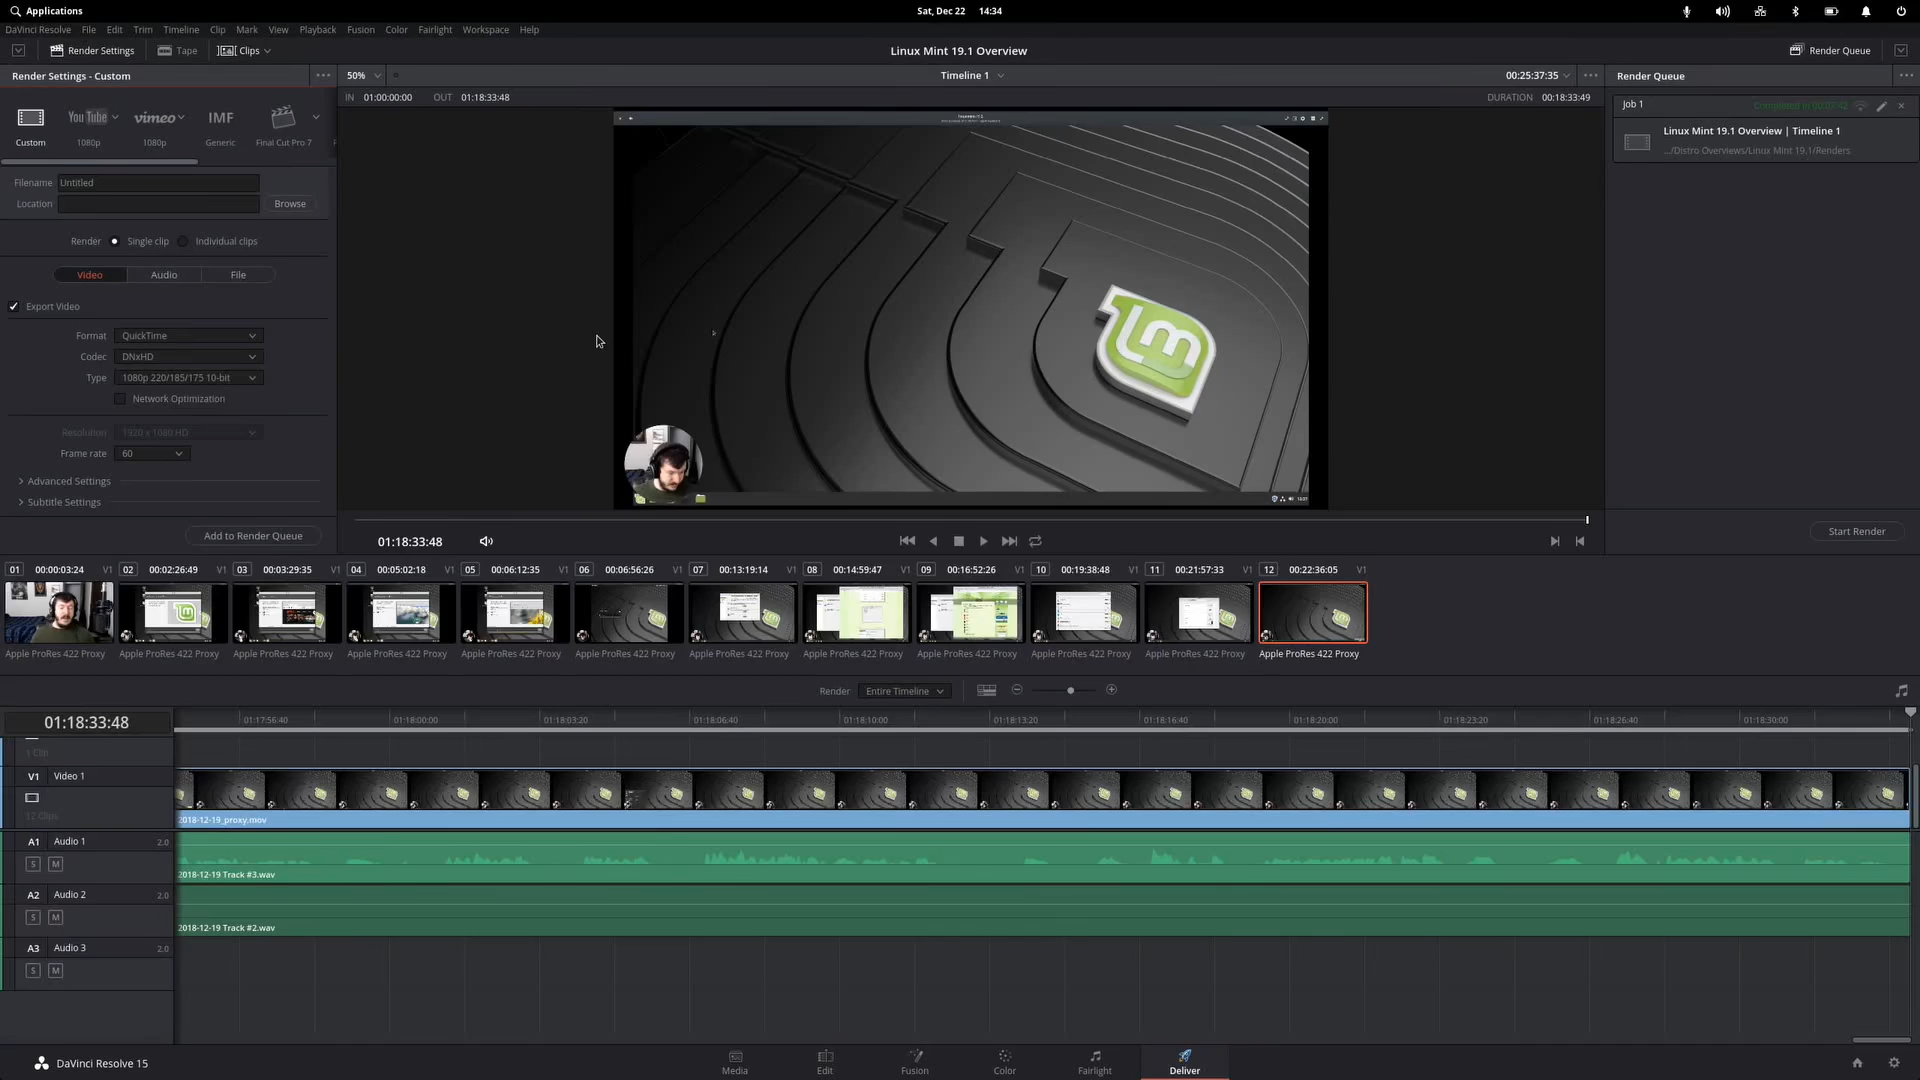 Applications
Sat, Dec 22 14:34
DaVinci Resolve File Edit Trim Timeline Clip Mark View Playback Fusion Color Fairlight Workspace Help
Render Settings Tape Clips
Linux Mint 19.1 Overview
Render Queue
Render Settings - Custom
50%
Timeline 1
00:25:37:35
Render Queue
IN 01:00:00:00 OUT 01:18:33:48
DURATION 00:18:33:49
Job 1
Completed in 00:07:42
Linux Mint 19.1 Overview | Timeline 1
.../Distro Overviews/Linux Mint 19.1/Renders
YouTube vimeo IMF
Custom 1080p 1080p Generic Final Cut Pro 7
Filename Untitled
Location Browse
Render Single clip Individual clips
Video Audio File
Export Video
Format QuickTime
Codec DNxHD
Type 1080p 220/185/175 10-bit
Network Optimization
Resolution 1920 x 1080 HD
Frame rate 60
Advanced Settings
Subtitle Settings
Add to Render Queue
lm
01:18:33:48
Start Render
01 00:00:03:24 V1 02 00:02:26:49 V1 03 00:03:29:35 V1 04 00:05:02:18 V1 05 00:06:12:35 V1 06 00:06:56:26 V1 07 00:13:19:14 V1 08 00:14:59:47 V1 09 00:16:52:26 V1 10 00:19:38:48 V1 11 00:21:57:33 V1 12 00:22:36:05 V1
Apple ProRes 422 Proxy Apple ProRes 422 Proxy Apple ProRes 422 Proxy Apple ProRes 422 Proxy Apple ProRes 422 Proxy Apple ProRes 422 Proxy Apple ProRes 422 Proxy Apple ProRes 422 Proxy Apple ProRes 422 Proxy Apple ProRes 422 Proxy Apple ProRes 422 Proxy Apple ProRes 422 Proxy
Render Entire Timeline
01:18:33:48
01:17:56:40 01:18:00:00 01:18:03:20 01:18:06:40 01:18:10:00 01:18:13:20 01:18:16:40 01:18:20:00 01:18:23:20 01:18:26:40 01:18:30:00
1 Clip
V1 Video 1
12 Clips
2018-12-19_proxy.mov
A1 Audio 1 2.0
S M
2018-12-19 Track #3.wav
A2 Audio 2 2.0
S M
2018-12-19 Track #2.wav
A3 Audio 3 2.0
S M
DaVinci Resolve 15
Media Edit Fusion Color Fairlight Deliver